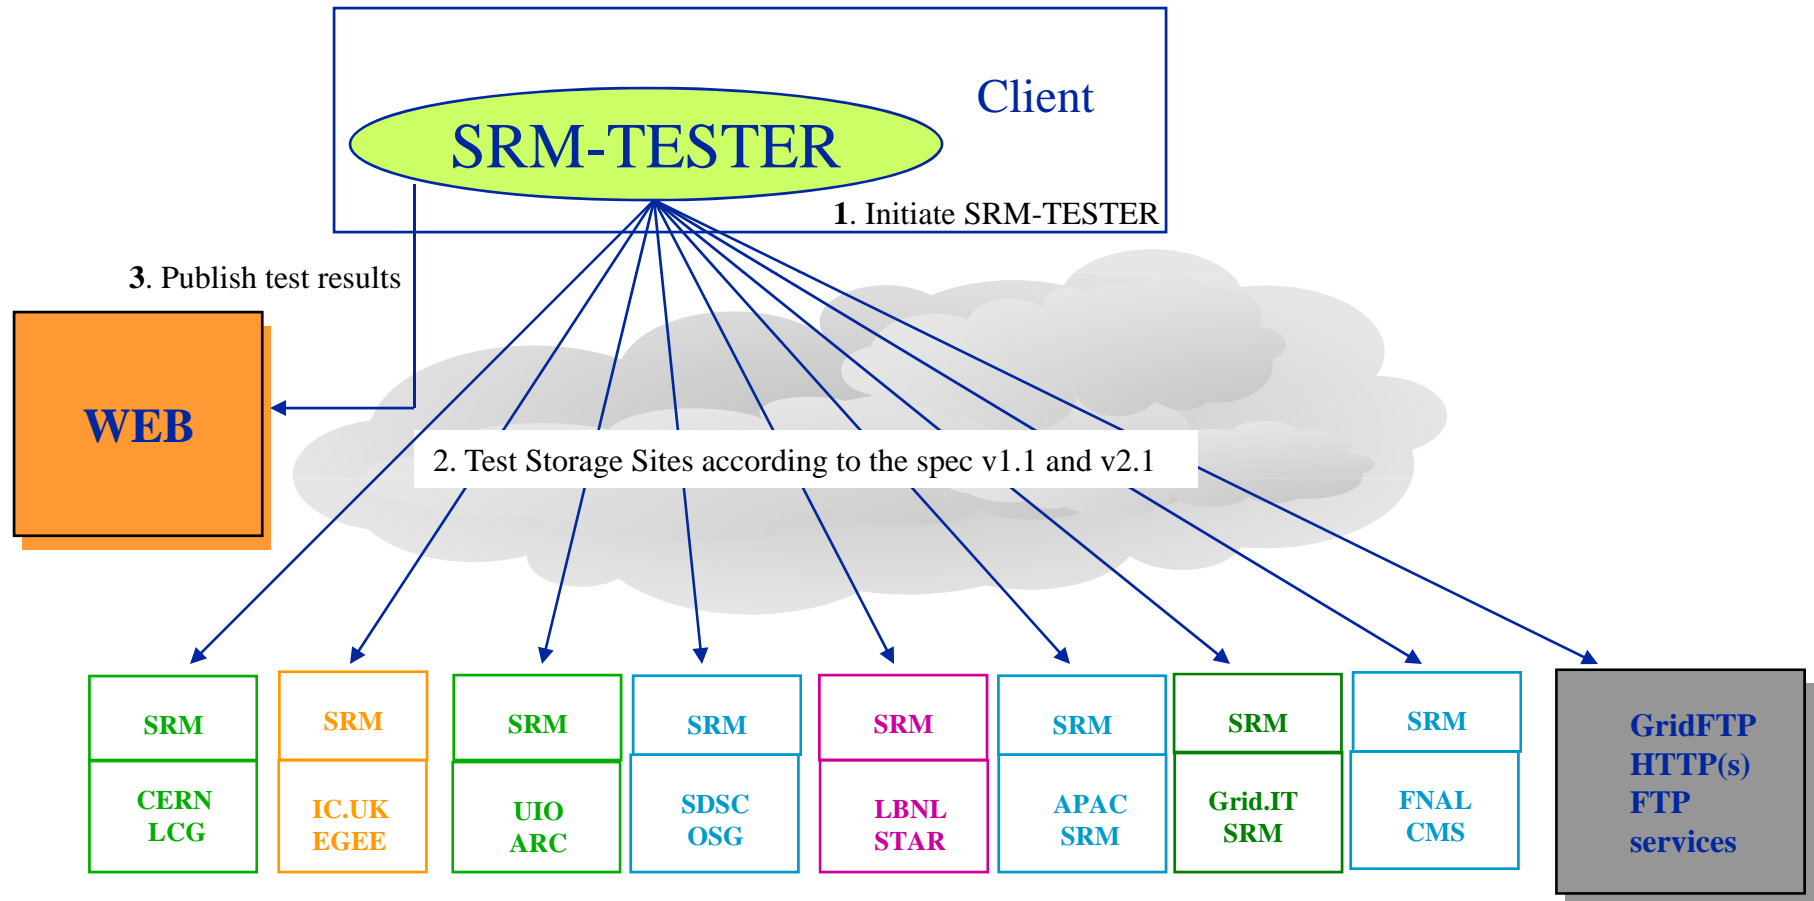 Client
SRM-TESTER
1. Initiate SRM-TESTER
3. Publish test results
WEB
2. Test Storage Sites according to the spec v1.1 and v2.1
SRM
CERN
LCG
SRM
IC.UK
EGEE
SRM
UIO
ARC
SRM
SDSC
OSG
SRM
LBNL
STAR
SRM
APAC
SRM
SRM
Grid.IT
SRM
SRM
FNAL
CMS
GridFTP
HTTP(s)
FTP
services